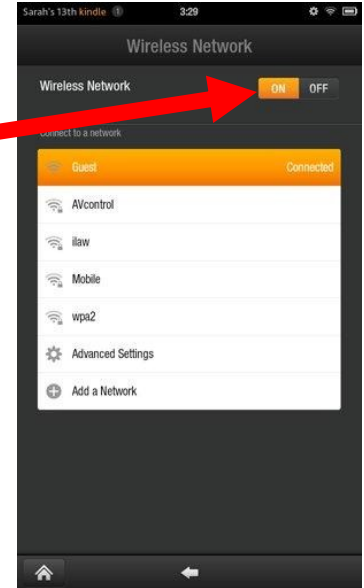 Sarah's 13th kindle 1 3:29
Wireless Network
Wireless Network ON OFF
Connect to a network
Guest Connected
AVcontrol
ilaw
Mobile
wpa2
Advanced Settings
Add a Network